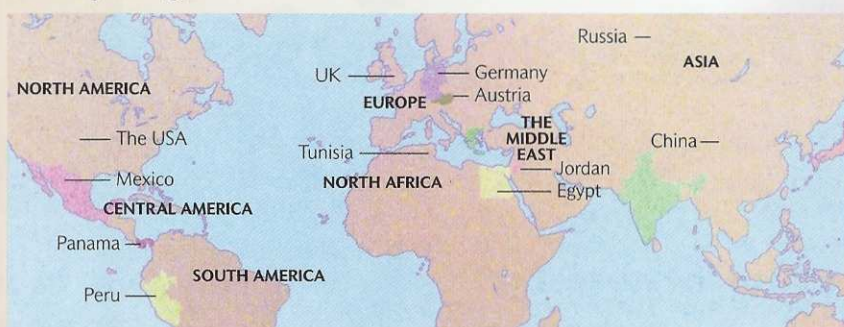 Russia
ASIA
NORTH AMERICA
UK
Germany
EUROPE
Austria
THE
MIDDLE
EAST
The USA
Tunisia
China
Mexico
NORTH AFRICA
Jordan
Egypt
CENTRAL AMERICA
Panama
SOUTH AMERICA
Peru